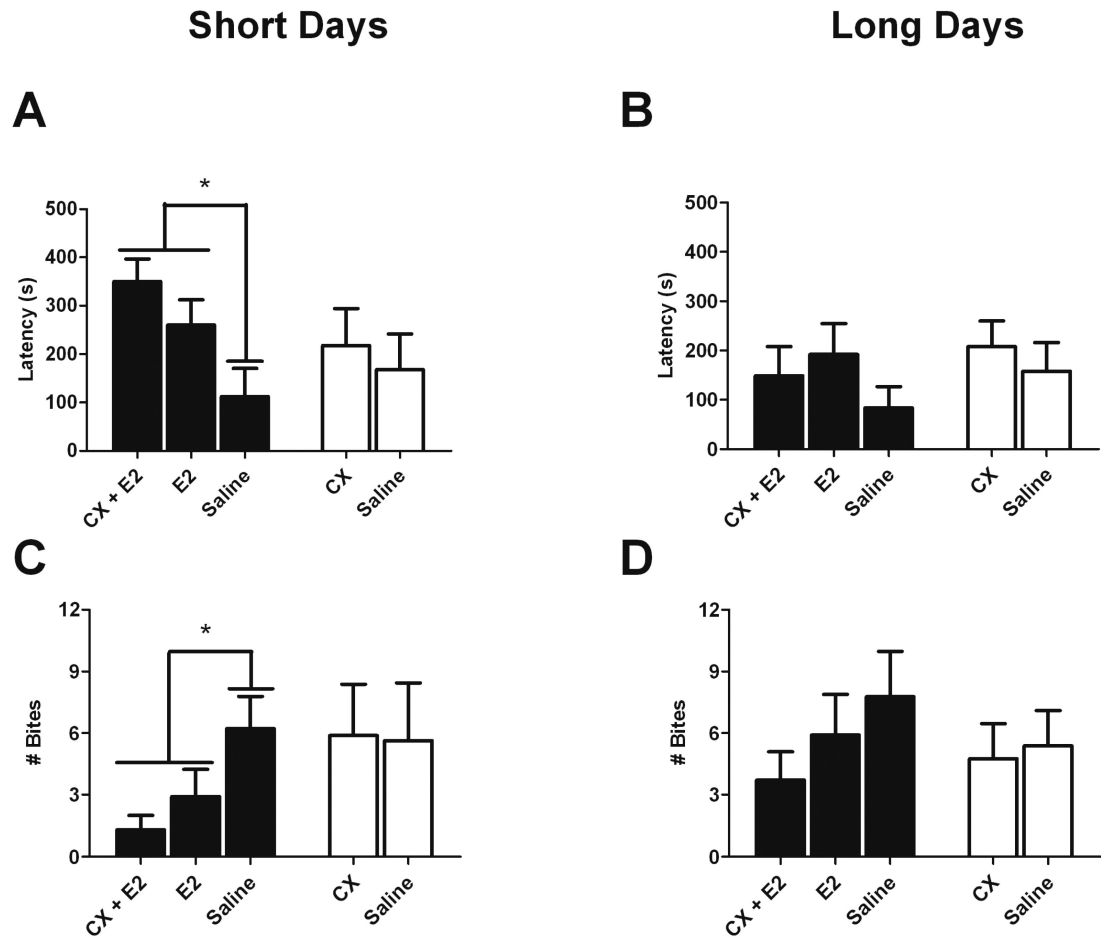 Short Days
Long Days
A
*
500
400
300
200
100
0
Latency (s)
CX + E2
E2
Saline
CX
Saline
B
500
400
300
200
100
0
Latency (s)
CX + E2
E2
Saline
CX
Saline
C
*
12
9
6
3
0
# Bites
CX + E2
E2
Saline
CX
Saline
D
12
9
6
3
0
# Bites
CX + E2
E2
Saline
CX
Saline